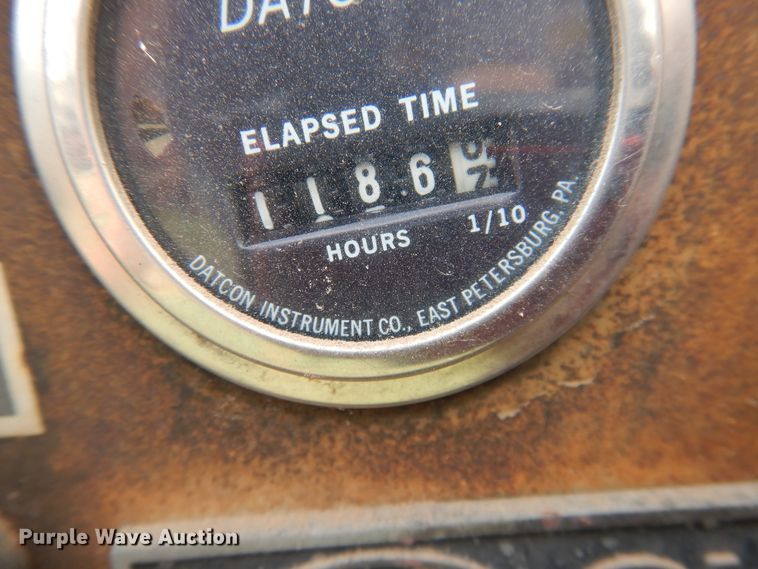 ELAPSED TIME
1186
HOURS 1/10
DATCON INSTRUMENT CO., EAST PETERSBURG, PA.
Purple Wave Auction